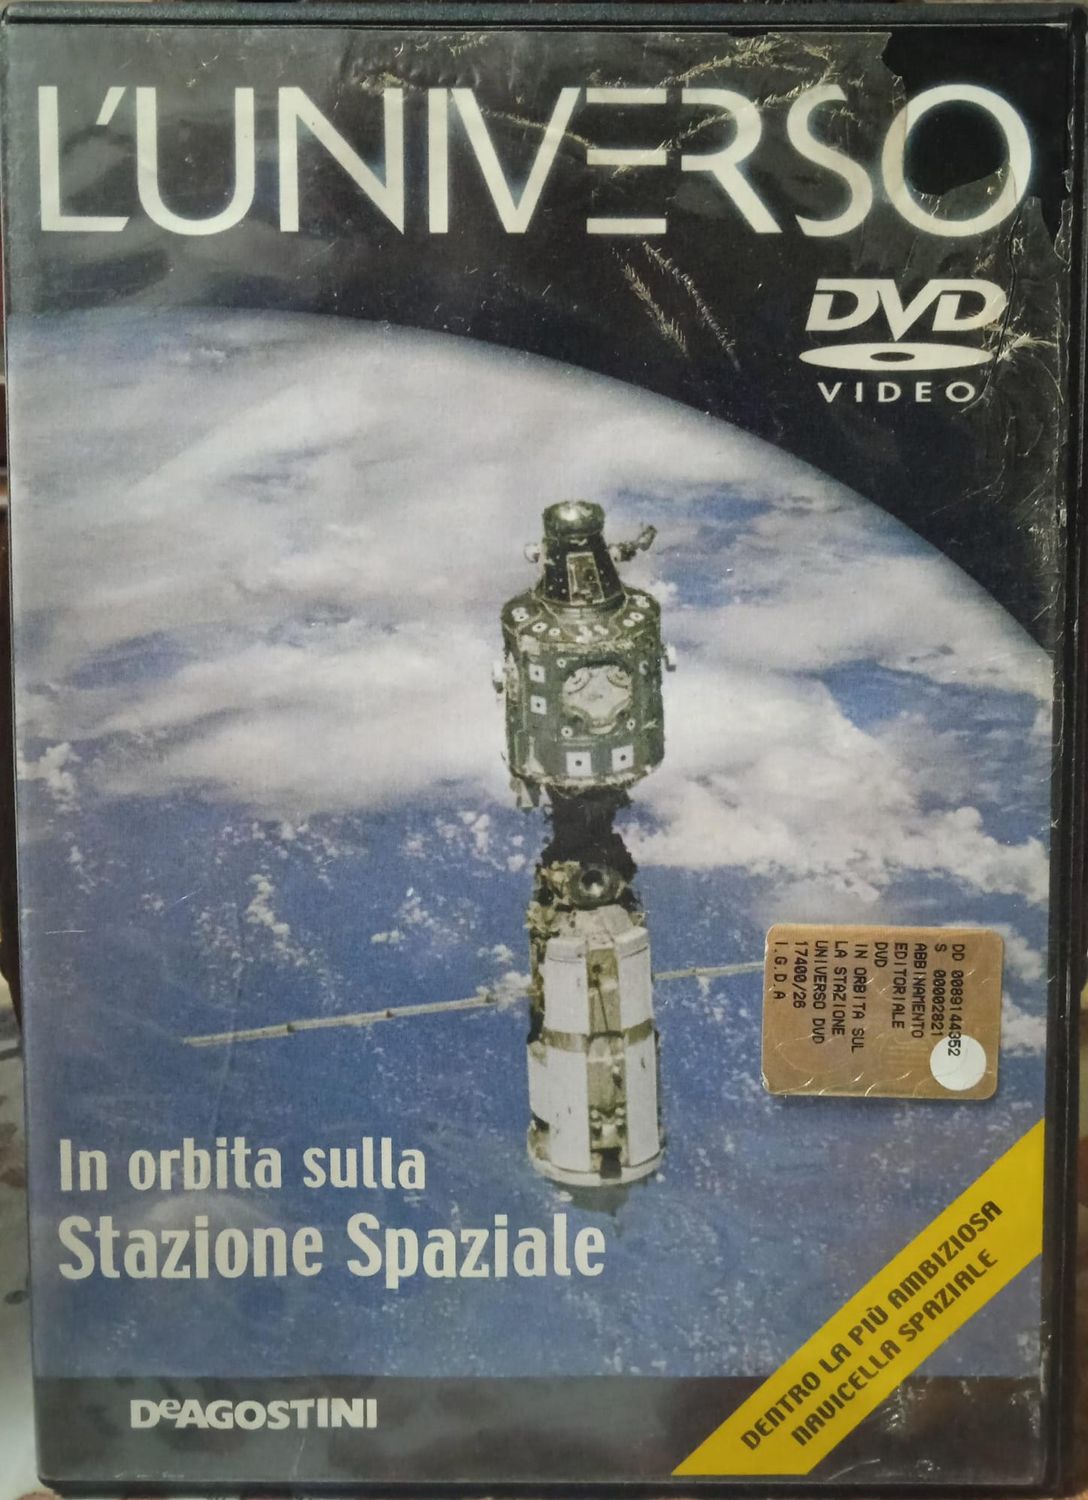 L'UNIVERSO
DVD
VIDEO
DD 0089144352
S 00002821
ABBINAMENTO
EDITORIALE
DVD
IN ORBITA SUL
LA STAZIONE
UNIVERSO DVD
17400/26
I.G.D.A
In orbita sulla
Stazione Spaziale
DENTRO LA PIÙ AMBIZIOSA
NAVICELLA SPAZIALE
DeAGOSTINI